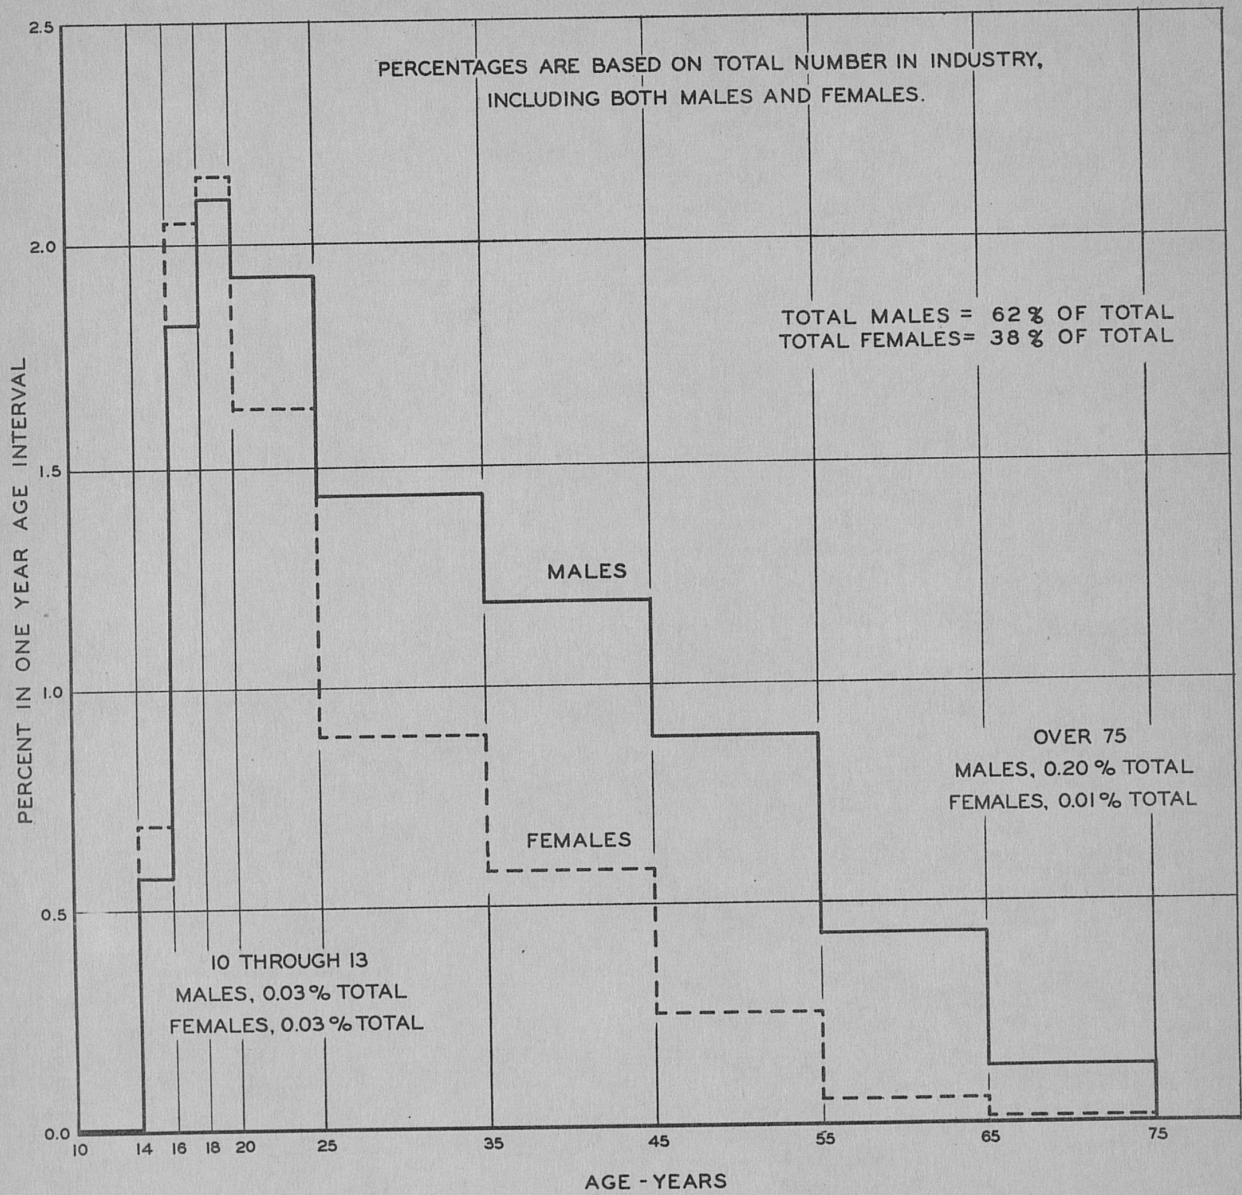 2.5
PERCENTAGES ARE BASED ON TOTAL NUMBER IN INDUSTRY,
INCLUDING BOTH MALES AND FEMALES.
2.0
TOTAL MALES = 62 % OF TOTAL
TOTAL FEMALES= 38 % OF TOTAL
PERCENT IN ONE YEAR AGE INTERVAL
1.5
MALES
1.0
OVER 75
MALES, 0.20 % TOTAL
FEMALES, 0.01 % TOTAL
FEMALES
0.5
10 THROUGH 13
MALES, 0.03 % TOTAL
FEMALES, 0.03 % TOTAL
0.0
10 14 16 18 20 25 35 45 55 65 75
AGE - YEARS